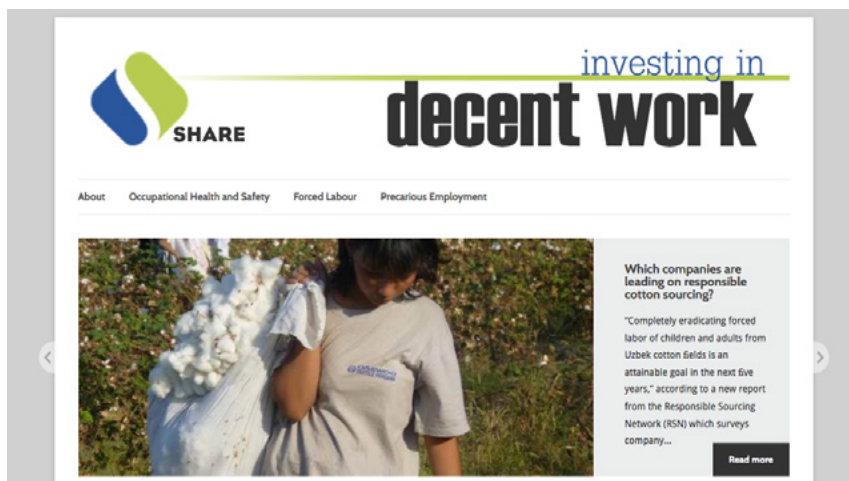 investing in
SHARE
decent work
About Occupational Health and Safety Forced Labour Precarious Employment
Which companies are
leading on responsible
cotton sourcing?
"Completely eradicating forced
labor of children and adults from
Uzbek cotton fields is an
attainable goal in the next five
years," according to a new report
from the Responsible Sourcing
Network (RSN) which surveys
company...
Read more